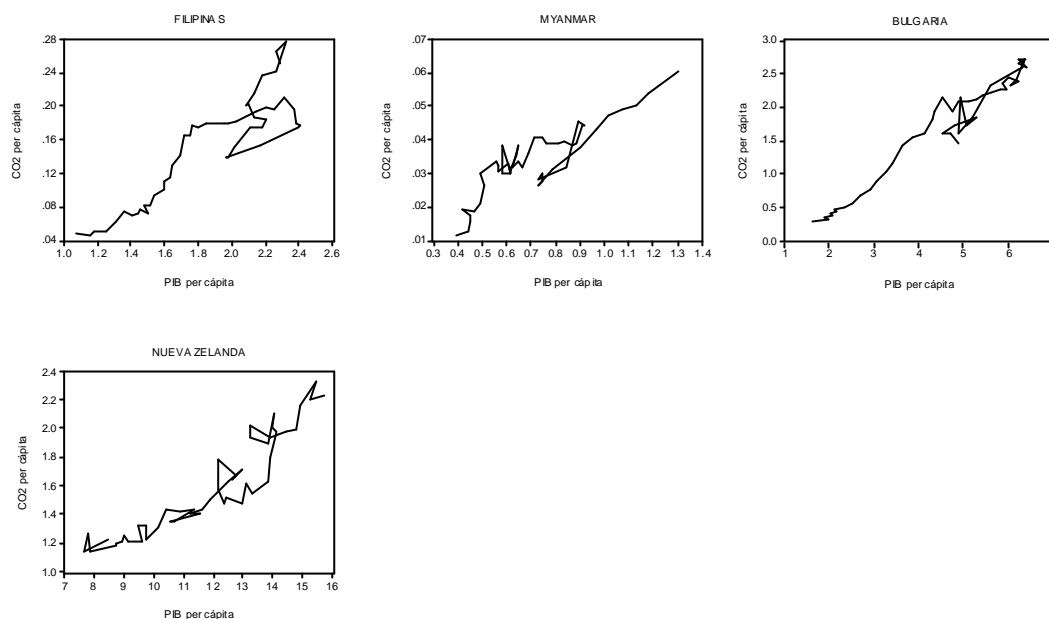 FILIPINAS
.28
.24
.20
.16
.12
.08
.04
CO2 per cápita
1.0 1.2 1.4 1.6 1.8 2.0 2.2 2.4 2.6
PIB per cápita
MYANMAR
.07
.06
.05
.04
.03
.02
.01
0.3 0.4 0.5 0.6 0.7 0.8 0.9 1.0 1.1 1.2 1.3 1.4
CO2 per cápita
PIB per cápita
BULGARIA
3.0
2.5
2.0
1.5
1.0
0.5
0.0
CO2 per cápita
1 2 3 4 5 6
PIB per cápita
NUEVA ZELANDA
2.4
2.2
2.0
1.8
1.6
1.4
1.2
1.0
CO2 per cápita
7 8 9 10 11 12 13 14 15 16
PIB per cápita